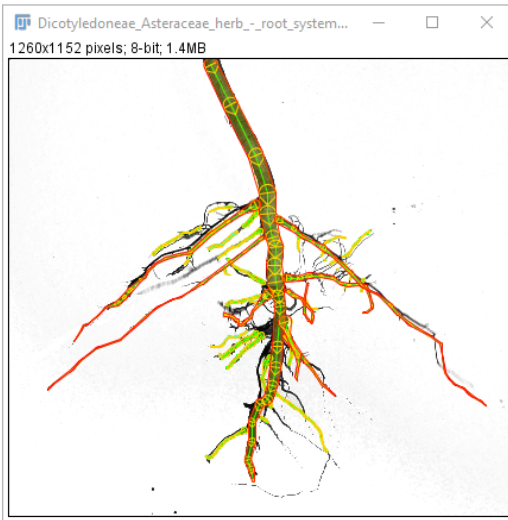 Dicotyledoneae_Asteraceae_herb_-_root_system...
1260x1152 pixels; 8-bit; 1.4MB